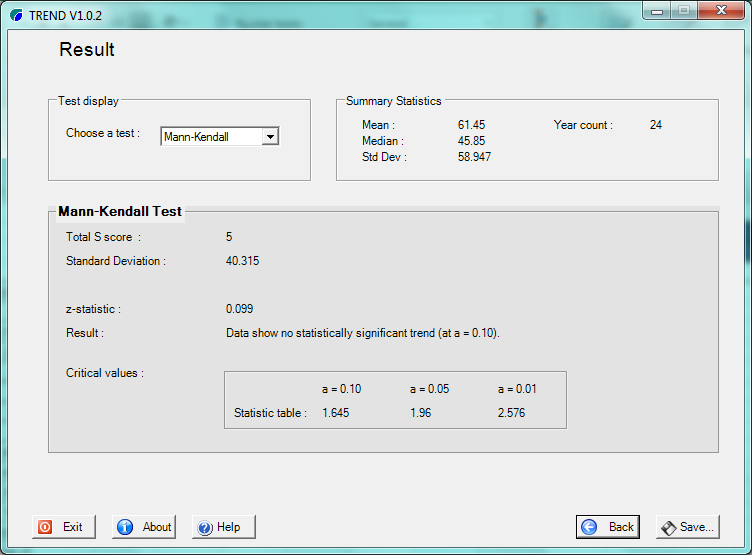 TREND V1.0.2
Result
Test display
Choose a test :
Mann-Kendall
Summary Statistics
Mean : 61.45 Year count : 24
Median : 45.85
Std Dev : 58.947
Mann-Kendall Test
Total S score : 5
Standard Deviation : 40.315
z-statistic : 0.099
Result : Data show no statistically significant trend (at a = 0.10).
Critical values :
a = 0.10 a = 0.05 a = 0.01
Statistic table : 1.645 1.96 2.576
Exit About Help Back Save...